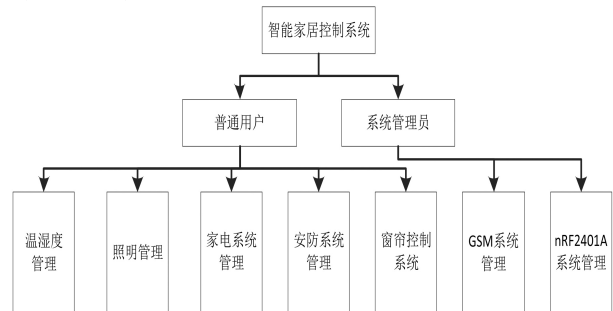 智能家居控制系统
普通用户
系统管理员
温湿度
管理
照明管理
家电系统
管理
安防系统
管理
窗帘控制
系统
GSM系统
管理
nRF2401A
系统管理